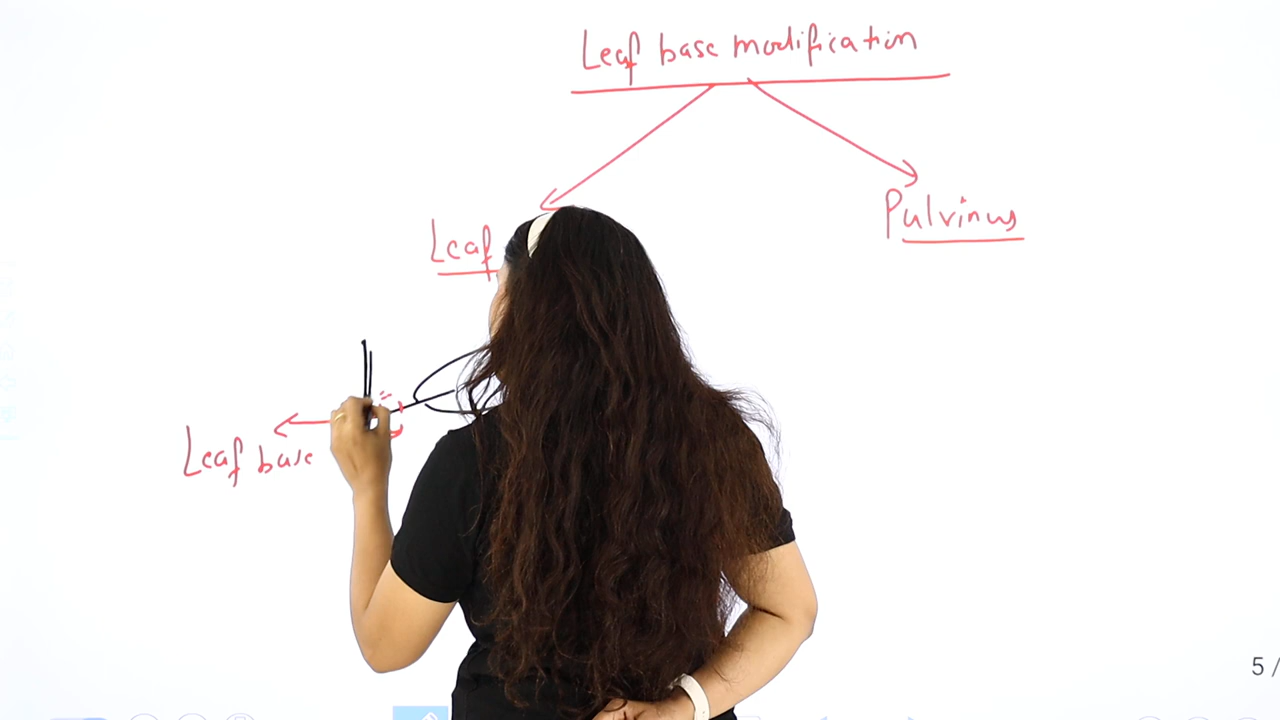 Leaf base modification
Pulvinus
Leaf
Leaf base
5 /